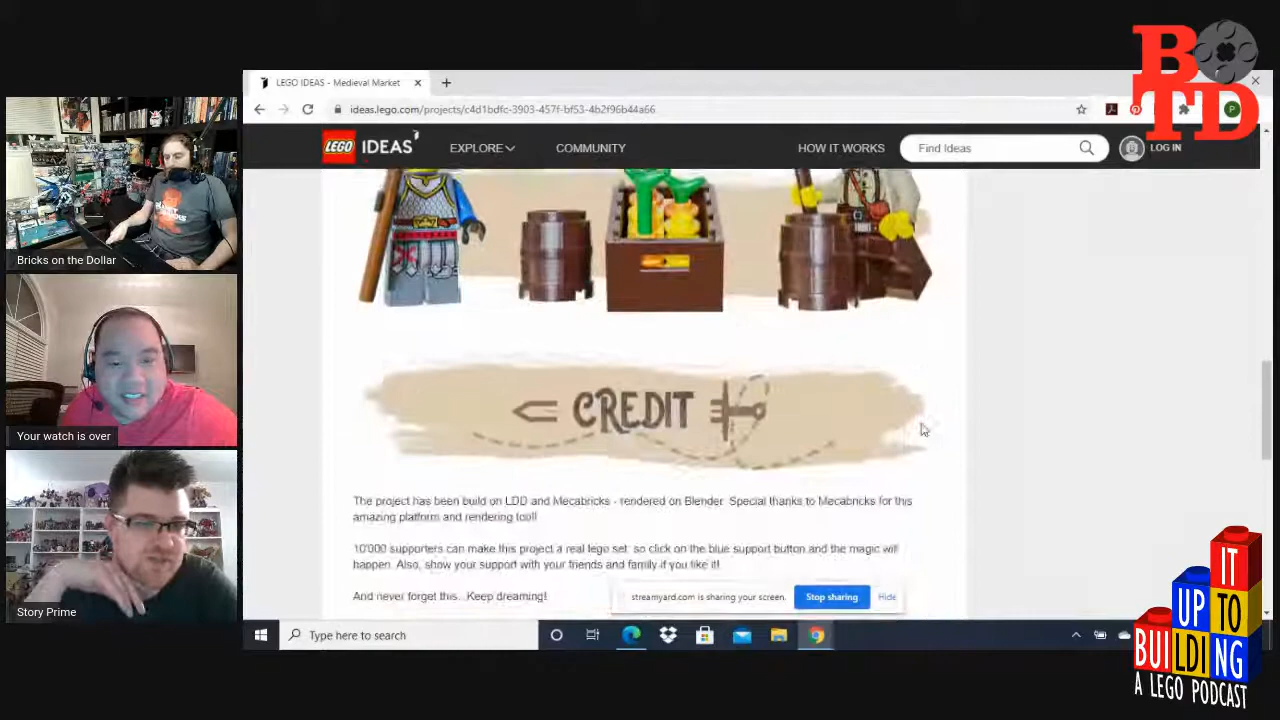 B TD
LEGO IDEAS - Medieval Market
ideas.lego.com/projects/c4d1bdfc-3903-457f-bf53-4b2f96b44a66
P
LEGO IDEAS
EXPLORE
COMMUNITY
HOW IT WORKS
Find Ideas
LOG IN
Bricks on the Dollar
Your watch is over
Story Prime
CREDIT
The project has been build on LDD and Mecabricks - rendered on Blender. Special thanks to Mecabricks for this
amazing platform and rendering tool!
10'000 supporters can make this project a real lego set, so click on the blue support button and the magic will
happen. Also, show your support with your friends and family if you like it!
And never forget this...Keep dreaming!
streamyard.com is sharing your screen.
Stop sharing
Hide
Type here to search
BUILDING
UP TO
IT
A LEGO PODCAST